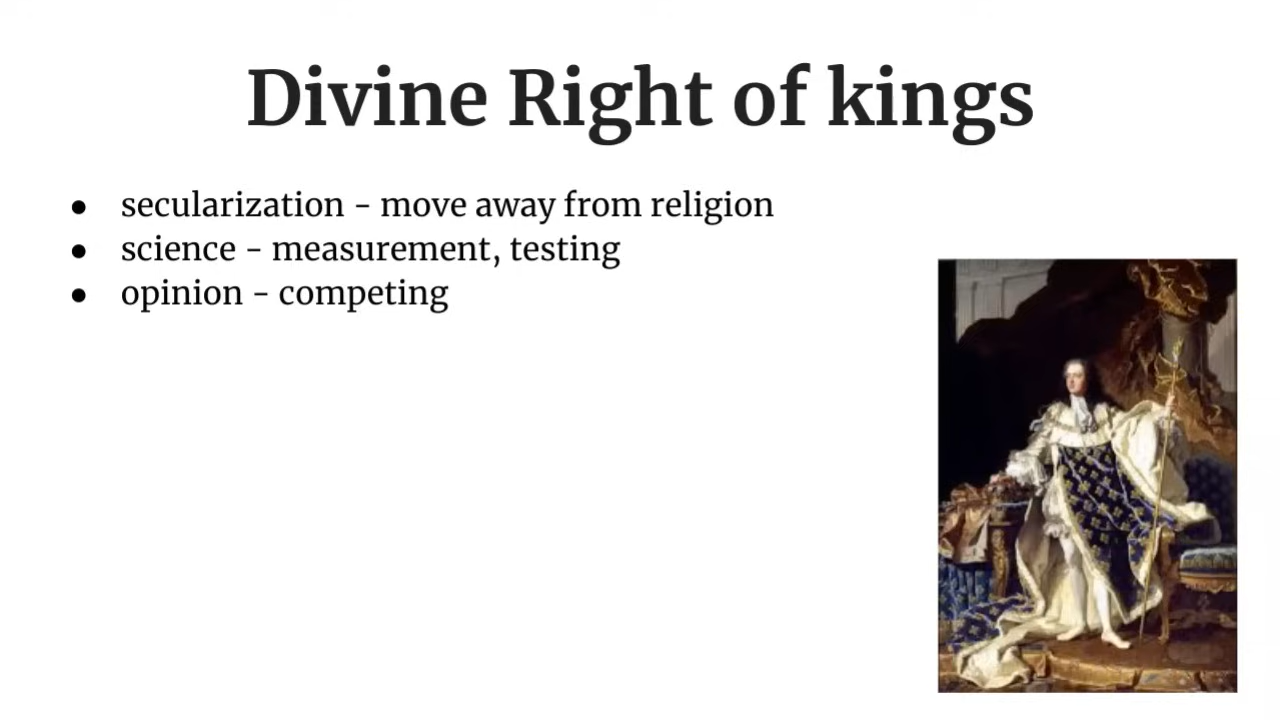 Divine Right of kings
● secularization - move away from religion
● science - measurement, testing
● opinion - competing